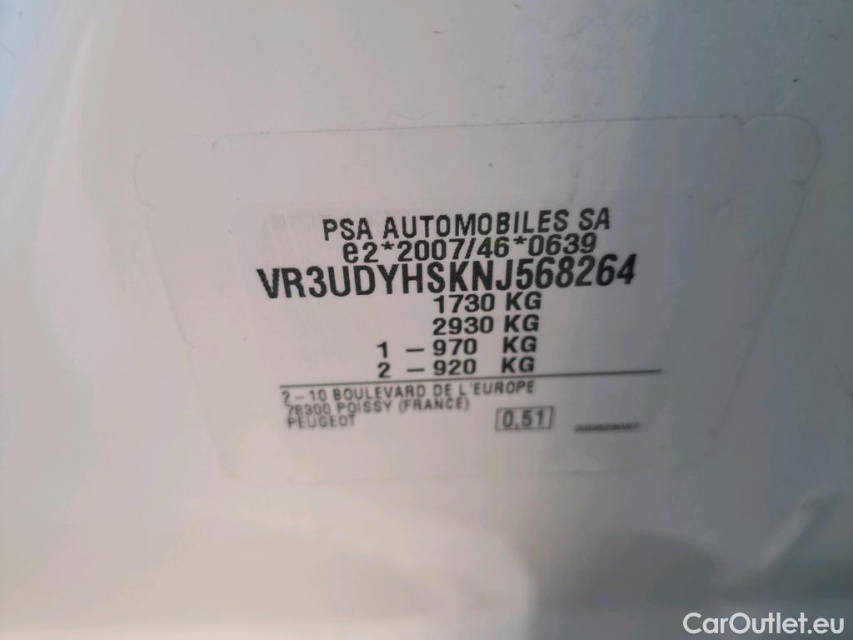 PSA AUTOMOBILES SA
e2*2007/46*0639
VR3UDYHSKNJ568264
1730 KG
2930 KG
1 – 970 KG
2 – 920 KG
2–10 BOULEVARD DE L'EUROPE
78300 POISSY (FRANCE)
PEUGEOT
0.51
CarOutlet.eu